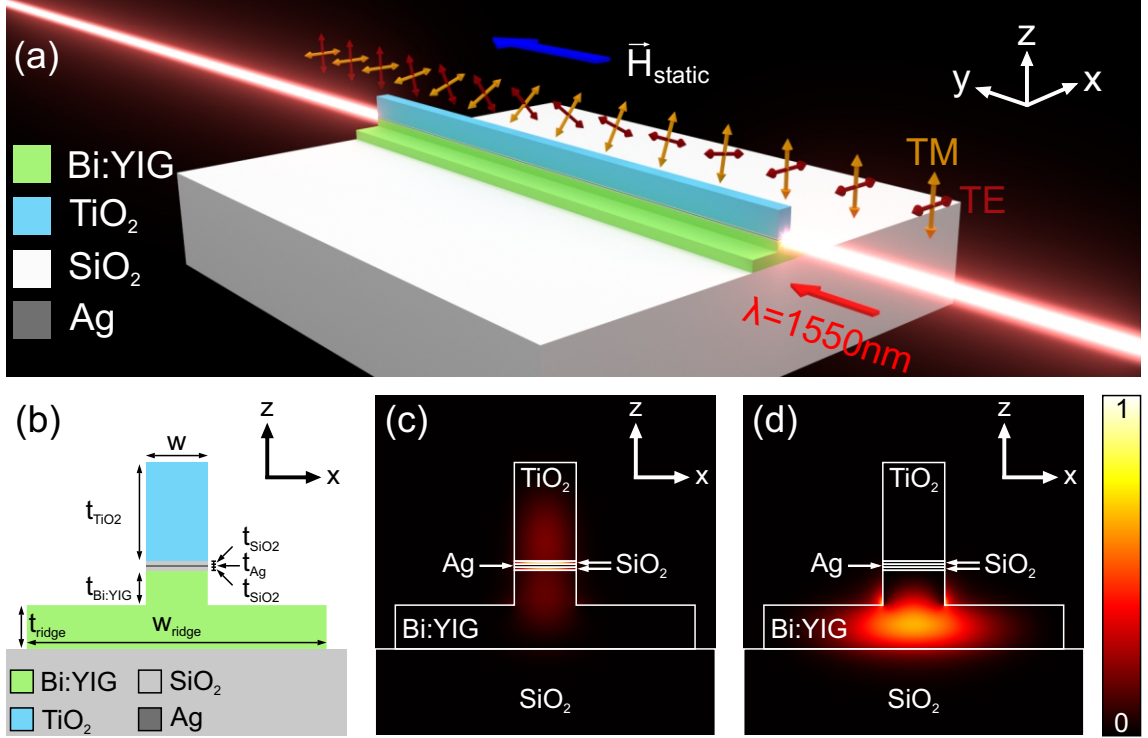 (a)
H⃗static
z
y
x
Bi:YIG
TiO₂
SiO₂
Ag
TM
TE
λ=1550nm
(b)
z
x
w
tTiO2
tSiO2
tAg
tSiO2
tBi:YIG
tridge
wridge
Bi:YIG
SiO₂
TiO₂
Ag
(c)
z
x
TiO₂
Ag
SiO₂
Bi:YIG
SiO₂
(d)
z
x
TiO₂
Ag
SiO₂
Bi:YIG
SiO₂
1
0